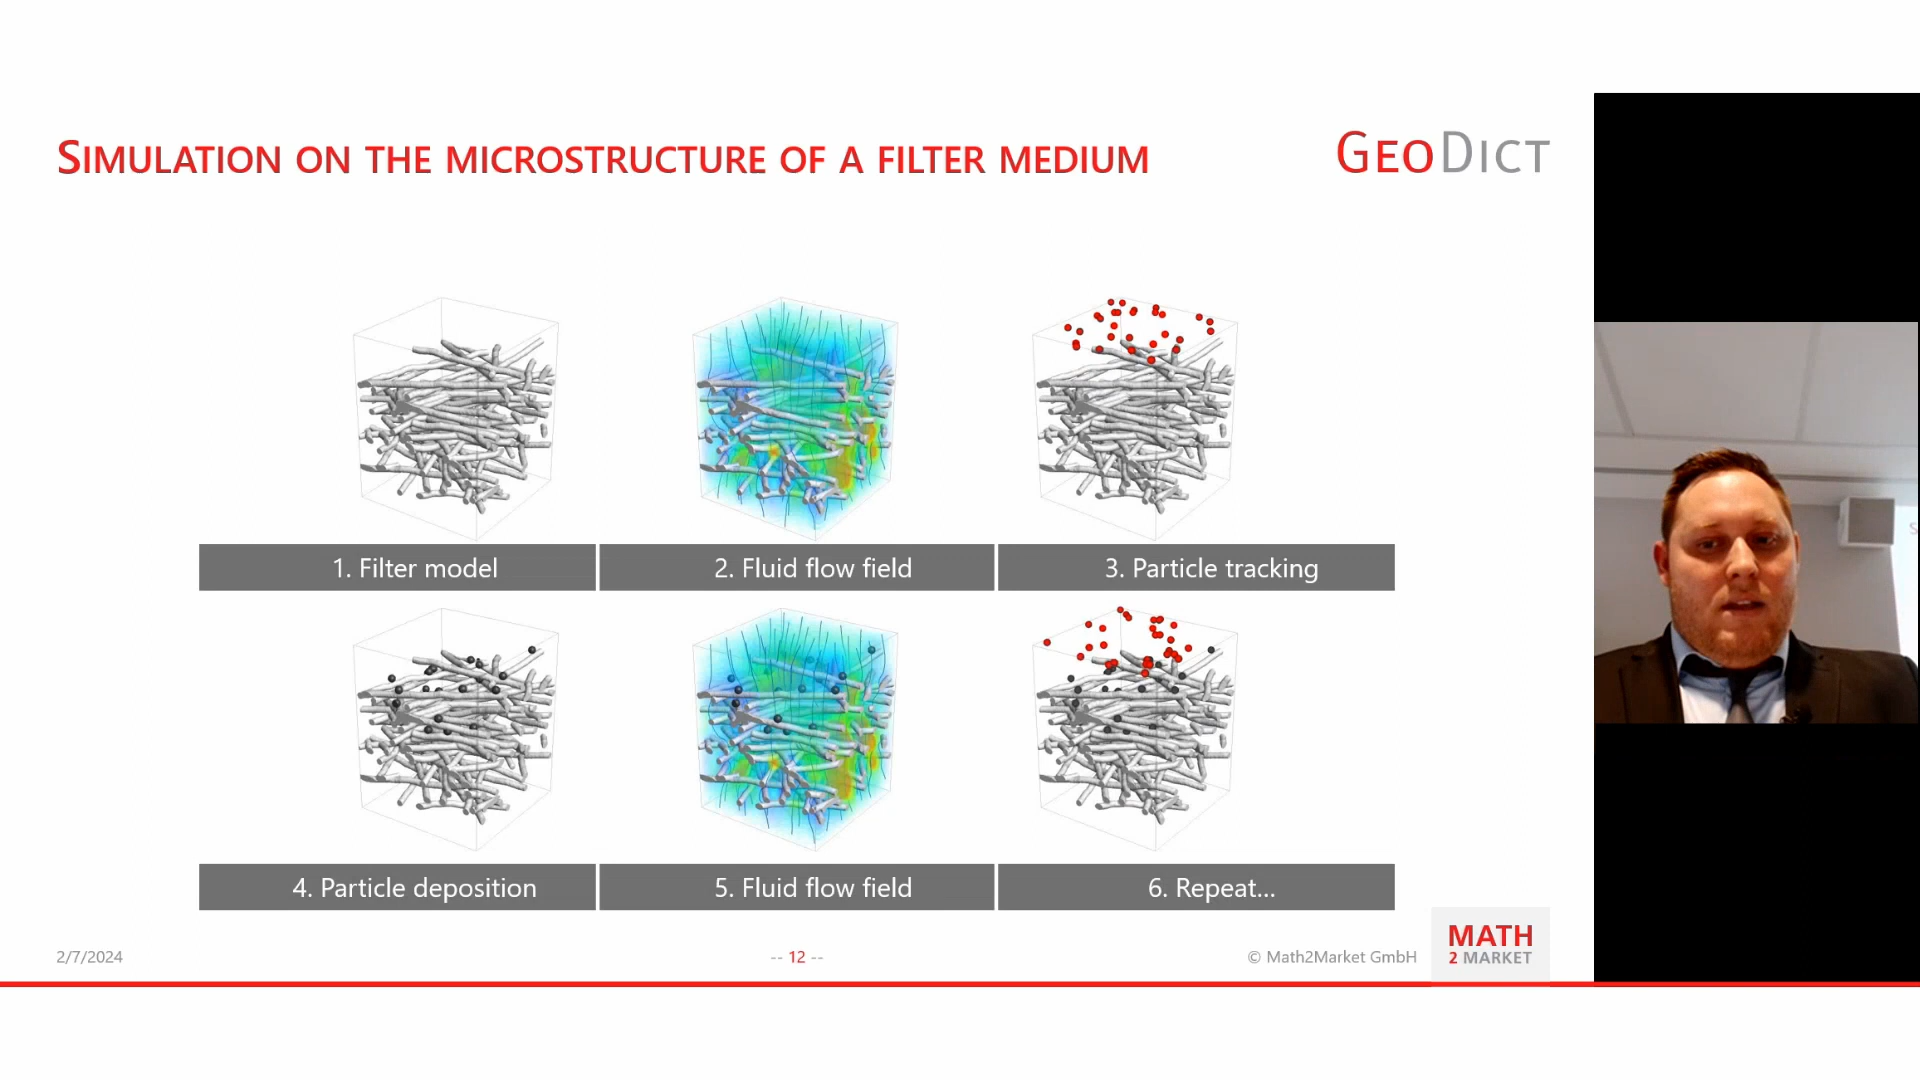 SIMULATION ON THE MICROSTRUCTURE OF A FILTER MEDIUM
GEODICT
1. Filter model
2. Fluid flow field
3. Particle tracking
4. Particle deposition
5. Fluid flow field
6. Repeat...
2/7/2024
-- 12 --
© Math2Market GmbH
MATH
2 MARKET